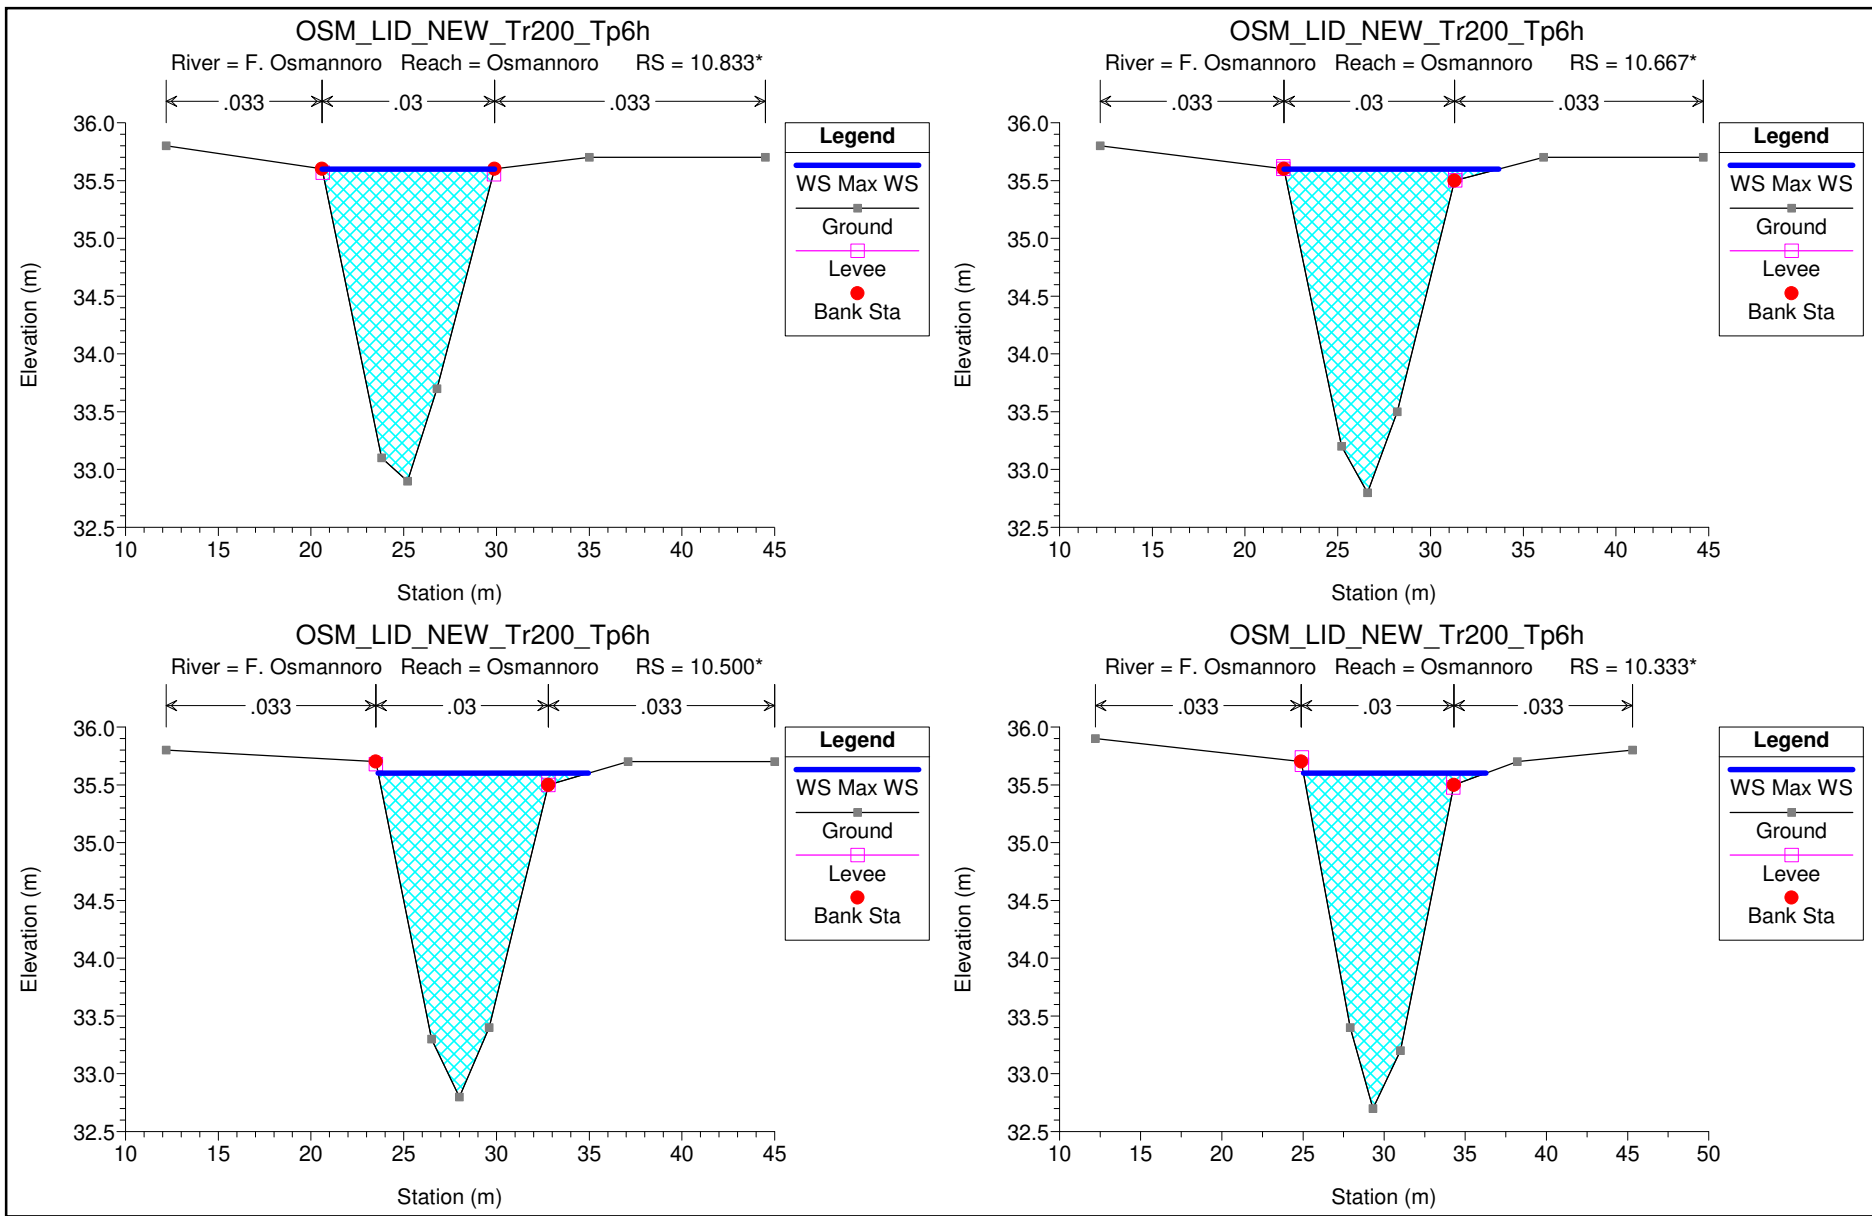 OSM_LID_NEW_Tr200_Tp6h
River = F. Osmannoro Reach = Osmannoro RS = 10.833*
.033 .03 .033
36.0
35.5
35.0
34.5
34.0
33.5
33.0
32.5
Elevation (m)
10 15 20 25 30 35 40 45
Station (m)
Legend
WS Max WS
Ground
Levee
Bank Sta
OSM_LID_NEW_Tr200_Tp6h
River = F. Osmannoro Reach = Osmannoro RS = 10.667*
.033 .03 .033
36.0
35.5
35.0
34.5
34.0
33.5
33.0
32.5
Elevation (m)
10 15 20 25 30 35 40 45
Station (m)
Legend
WS Max WS
Ground
Levee
Bank Sta
OSM_LID_NEW_Tr200_Tp6h
River = F. Osmannoro Reach = Osmannoro RS = 10.500*
.033 .03 .033
36.0
35.5
35.0
34.5
34.0
33.5
33.0
32.5
Elevation (m)
10 15 20 25 30 35 40 45
Station (m)
Legend
WS Max WS
Ground
Levee
Bank Sta
OSM_LID_NEW_Tr200_Tp6h
River = F. Osmannoro Reach = Osmannoro RS = 10.333*
.033 .03 .033
36.0
35.5
35.0
34.5
34.0
33.5
33.0
32.5
Elevation (m)
10 15 20 25 30 35 40 45 50
Station (m)
Legend
WS Max WS
Ground
Levee
Bank Sta